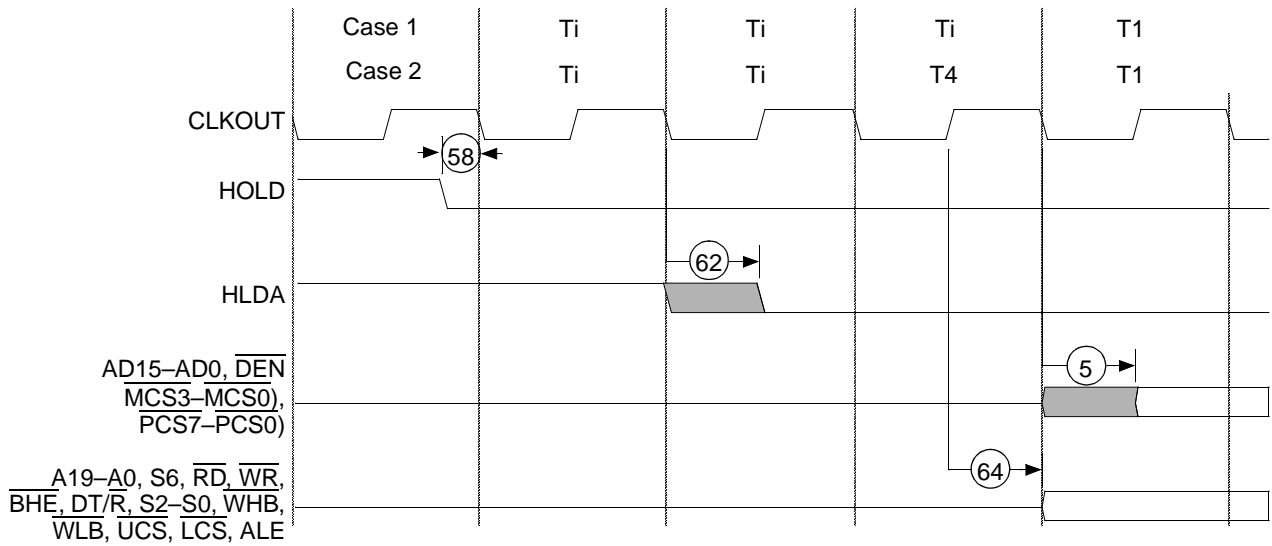 Case 1 Ti Ti Ti T1
Case 2 Ti Ti T4 T1
CLKOUT
58
HOLD
62
HLDA
AD15–AD0, DEN
5
MCS3–MCS0),
PCS7–PCS0)
A19–A0, S6, RD, WR,
64
BHE, DT/R, S2–S0, WHB,
WLB, UCS, LCS, ALE